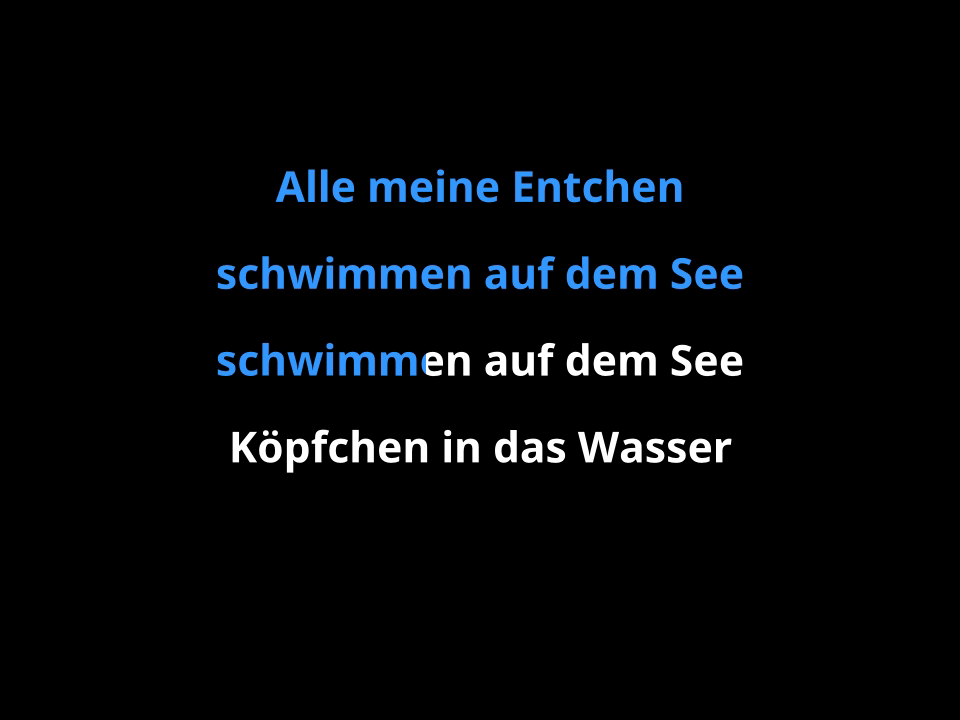 Alle meine Entchen
schwimmen auf dem See
schwimmen auf dem See
Köpfchen in das Wasser